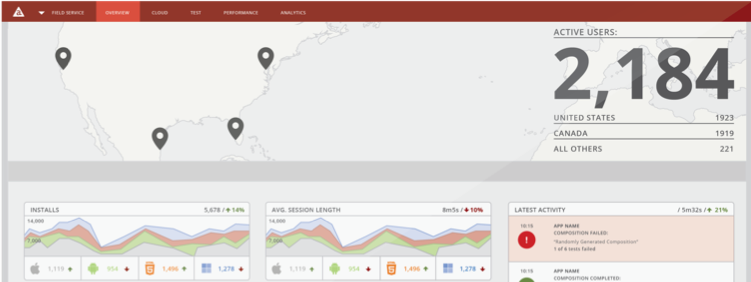 FIELD SERVICE OVERVIEW CLOUD TEST PERFORMANCE ANALYTICS
ACTIVE USERS:
2,184
UNITED STATES 1923
CANADA 1919
ALL OTHERS 221
INSTALLS 5,678 / 14%
14,000
7,000
1,119 954 1,496 1,278
AVG. SESSION LENGTH 8m5s / 10%
14,000
7,000
1,119 954 1,496 1,278
LATEST ACTIVITY / 5m32s / 21%
10:15 APP NAME
COMPOSITION FAILED:
"Randomly Generated Composition"
1 of 6 tests failed
10:15 APP NAME
COMPOSITION COMPLETED: